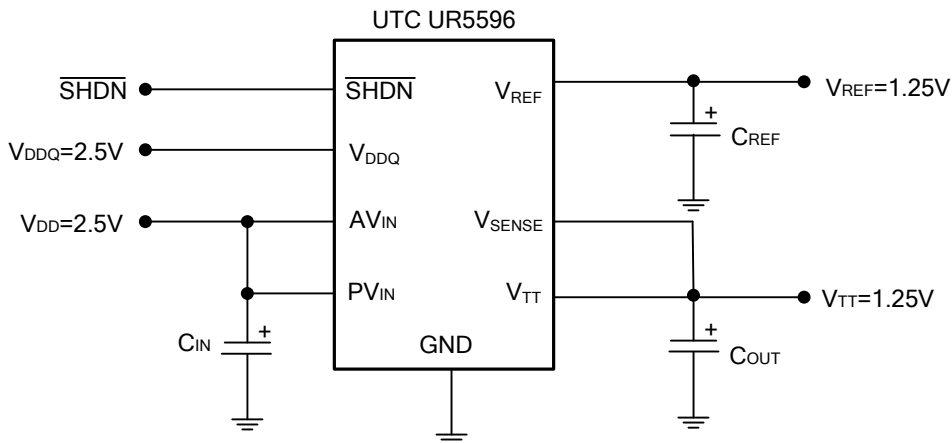 UTC UR5596
SHDN
SHDN
VREF
VREF=1.25V
CREF
VDDQ=2.5V
VDDQ
VDD=2.5V
AVIN
VSENSE
PVIN
VTT
VTT=1.25V
CIN
GND
COUT